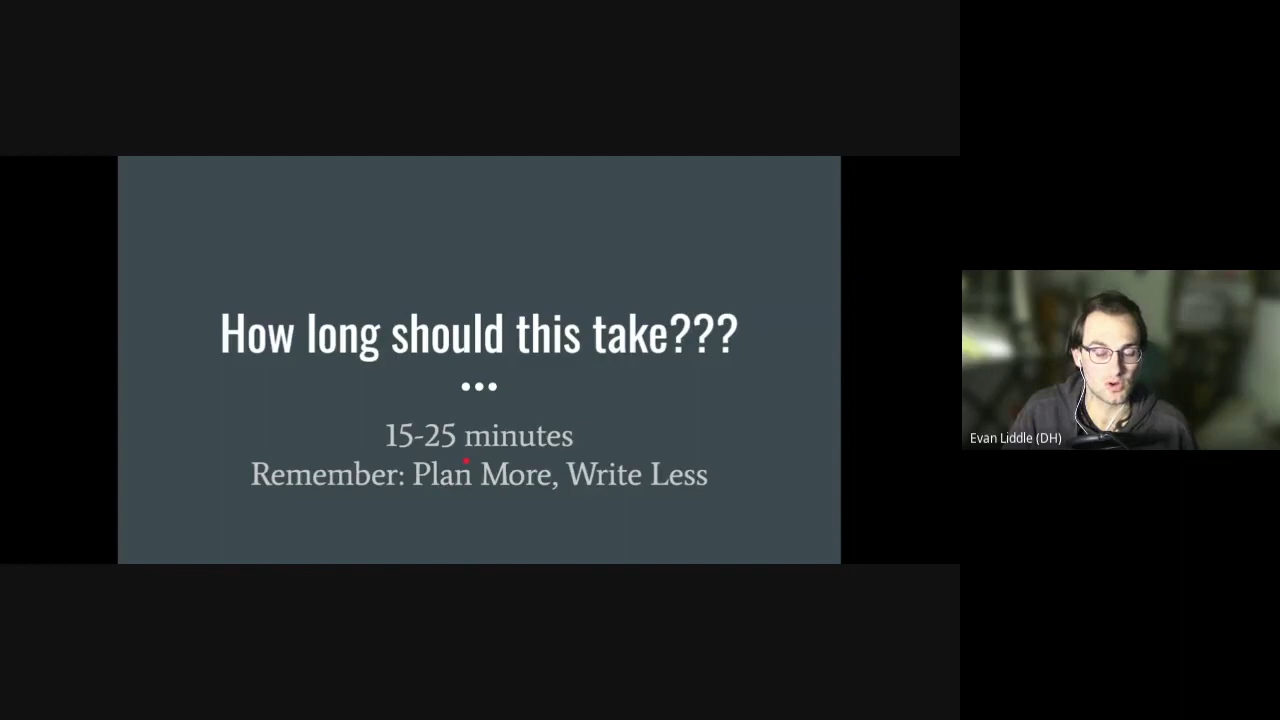 How long should this take???
15-25 minutes
Remember: Plan More, Write Less
Evan Liddle (DH)